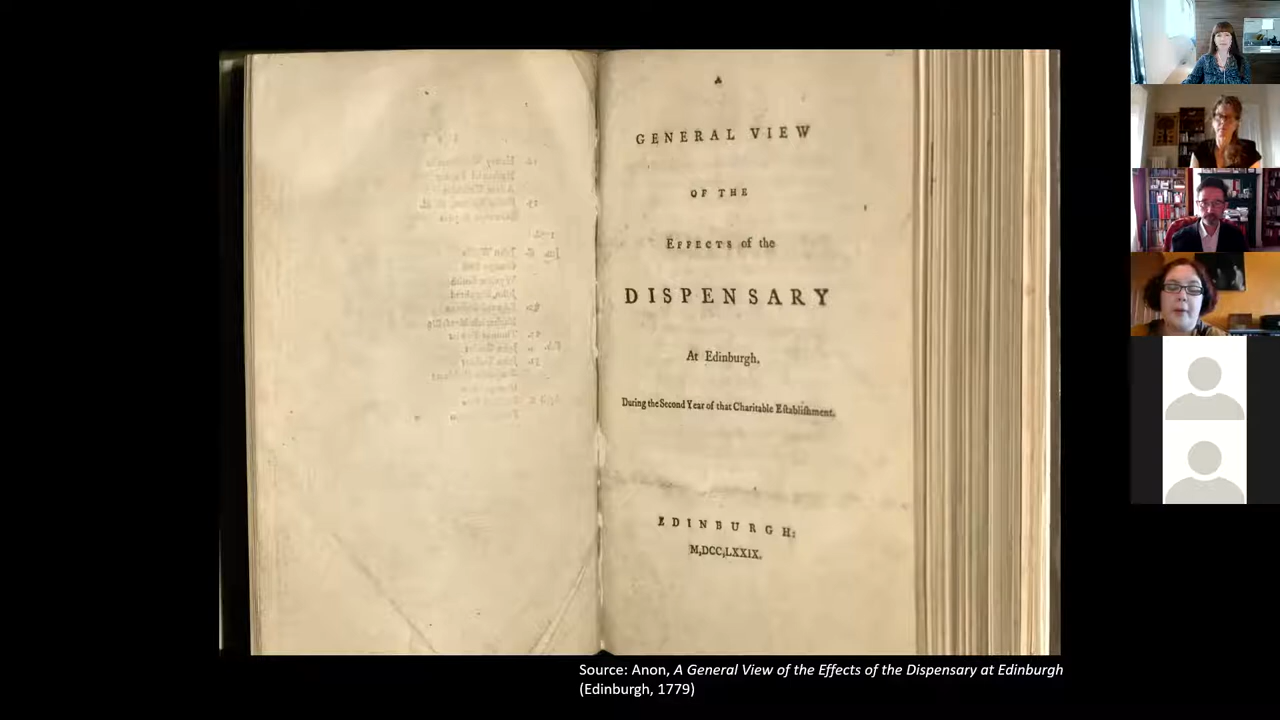 A
GENERAL VIEW
OF THE
EFFECTS of the
DISPENSARY
At Edinburgh,
During the Second Year of that Charitable Establishment.
EDINBURGH:
M,DCC,LXXIX.
Source: Anon, A General View of the Effects of the Dispensary at Edinburgh
(Edinburgh, 1779)